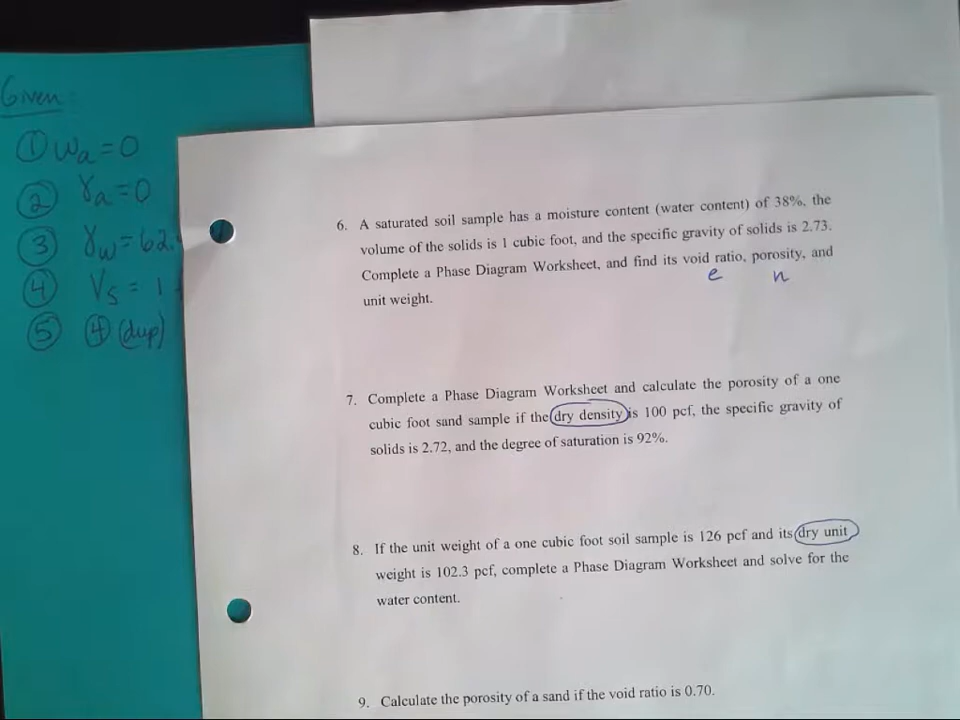 Given:
① Wa = 0
② γa = 0
③ γw = 62.
④ Vs = 1
⑤ ④ (dup)
6. A saturated soil sample has a moisture content (water content) of 38%, the
volume of the solids is 1 cubic foot, and the specific gravity of solids is 2.73.
Complete a Phase Diagram Worksheet, and find its void ratio, porosity, and
e n
unit weight.
7. Complete a Phase Diagram Worksheet and calculate the porosity of a one
cubic foot sand sample if the dry density is 100 pcf, the specific gravity of
solids is 2.72, and the degree of saturation is 92%.
8. If the unit weight of a one cubic foot soil sample is 126 pcf and its dry unit
weight is 102.3 pcf, complete a Phase Diagram Worksheet and solve for the
water content.
9. Calculate the porosity of a sand if the void ratio is 0.70.